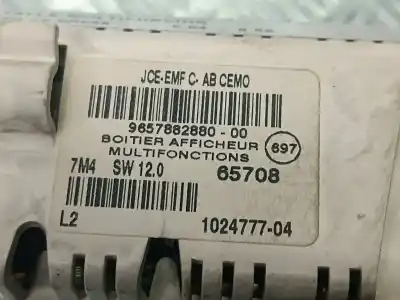 JCE-EMF C- AB CEMO
9657882880-00
BOITIER AFFICHEUR
MULTIFONCTIONS
697
7M4 SW 12.0 65708
L2 1024777-04